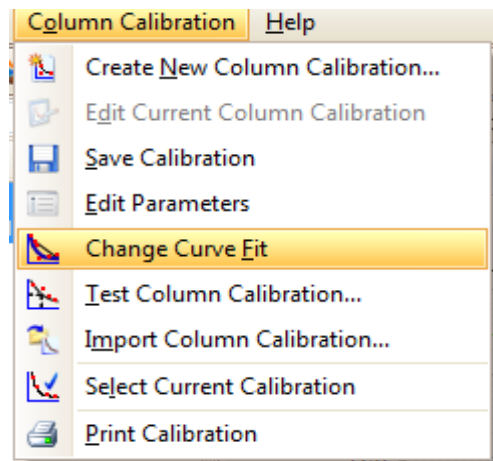 Column Calibration Help
Create New Column Calibration...
Edit Current Column Calibration
Save Calibration
Edit Parameters
Change Curve Fit
Test Column Calibration...
Import Column Calibration...
Select Current Calibration
Print Calibration